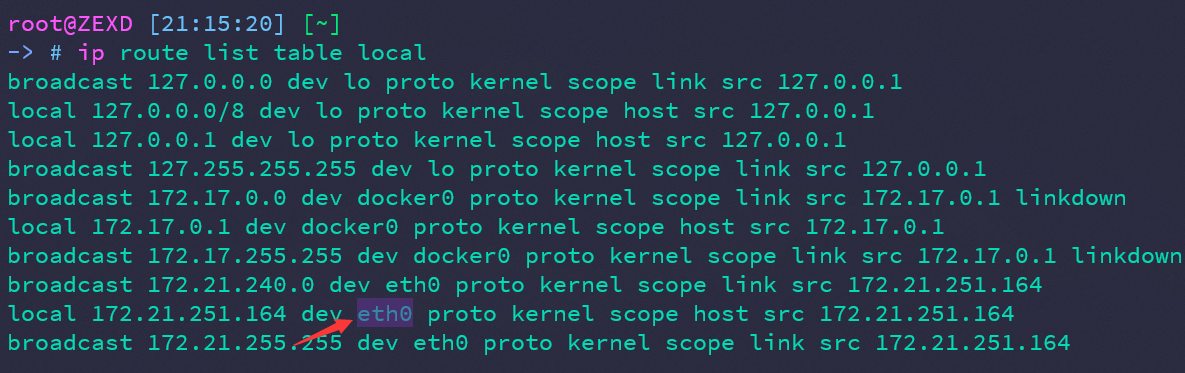 root@ZEXD [21:15:20] [~]
-> # ip route list table local
broadcast 127.0.0.0 dev lo proto kernel scope link src 127.0.0.1
local 127.0.0.0/8 dev lo proto kernel scope host src 127.0.0.1
local 127.0.0.1 dev lo proto kernel scope host src 127.0.0.1
broadcast 127.255.255.255 dev lo proto kernel scope link src 127.0.0.1
broadcast 172.17.0.0 dev docker0 proto kernel scope link src 172.17.0.1 linkdown
local 172.17.0.1 dev docker0 proto kernel scope host src 172.17.0.1
broadcast 172.17.255.255 dev docker0 proto kernel scope link src 172.17.0.1 linkdown
broadcast 172.21.240.0 dev eth0 proto kernel scope link src 172.21.251.164
local 172.21.251.164 dev eth0 proto kernel scope host src 172.21.251.164
broadcast 172.21.255.255 dev eth0 proto kernel scope link src 172.21.251.164